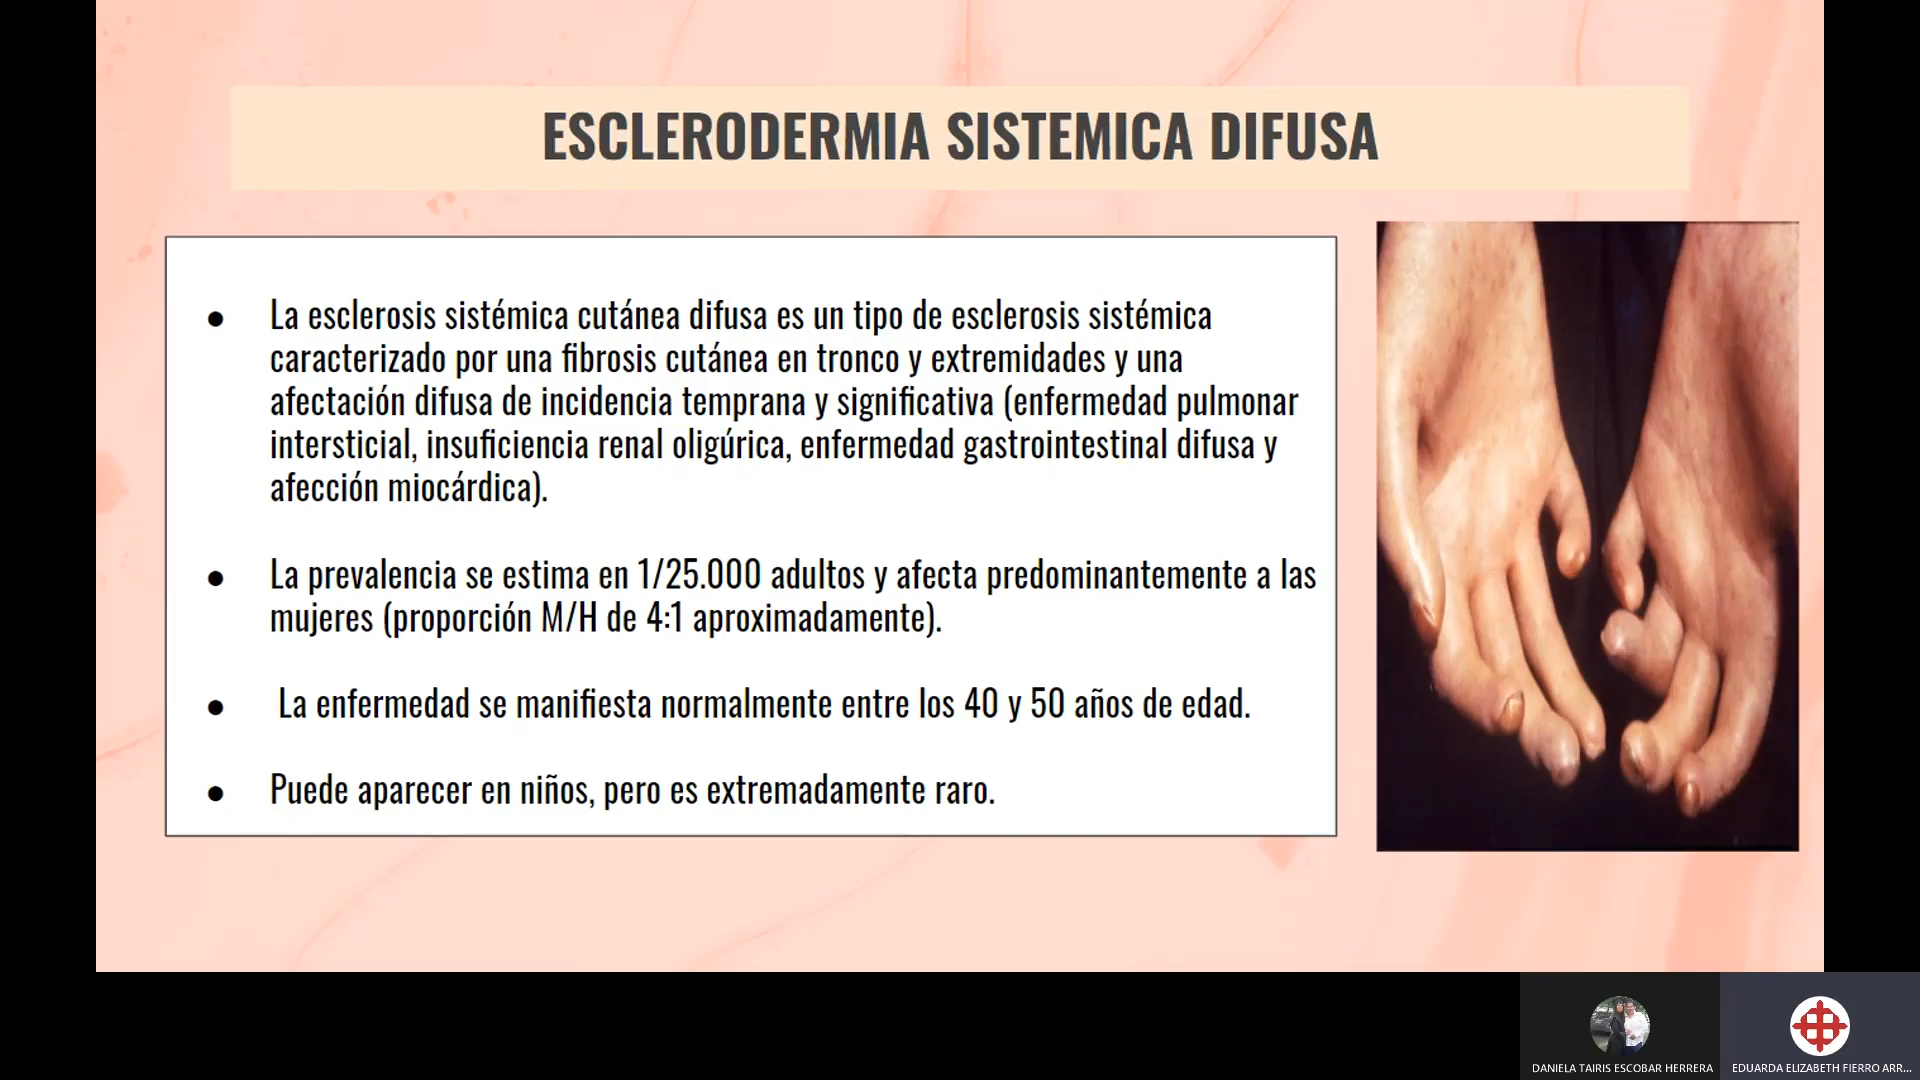 ESCLERODERMIA SISTEMICA DIFUSA
● La esclerosis sistémica cutánea difusa es un tipo de esclerosis sistémica
caracterizado por una fibrosis cutánea en tronco y extremidades y una
afectación difusa de incidencia temprana y significativa (enfermedad pulmonar
intersticial, insuficiencia renal oligúrica, enfermedad gastrointestinal difusa y
afección miocárdica).
● La prevalencia se estima en 1/25.000 adultos y afecta predominantemente a las
mujeres (proporción M/H de 4:1 aproximadamente).
● La enfermedad se manifiesta normalmente entre los 40 y 50 años de edad.
● Puede aparecer en niños, pero es extremadamente raro.
DANIELA TAIRIS ESCOBAR HERRERA
EDUARDA ELIZABETH FIERRO ARR...